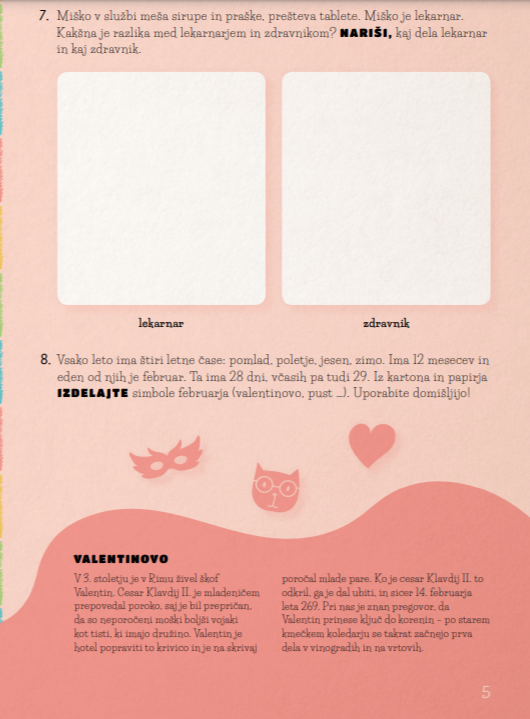 7. Miško v službi meša sirupe in praške, prešteva tablete. Miško je lekarnar.
Kakšna je razlika med lekarnarjem in zdravnikom? NARIŠI, kaj dela lekarnar
in kaj zdravnik.
lekarnar
zdravnik
8. Vsako leto ima štiri letne čase: pomlad, poletje, jesen, zimo. Ima 12 mesecev in
eden od njih je februar. Ta ima 28 dni, včasih pa tudi 29. Iz kartona in papirja
IZDELAJTE simbole februarja (valentinovo, pust ...). Uporabite domišljijo!
VALENTINOVO
V 3. stoletju je v Rimu živel škof
Valentin. Cesar Klavdij II. je mladeničem
prepovedal poroko, saj je bil prepričan,
da so neporočeni moški boljši vojaki
kot tisti, ki imajo družino. Valentin je
hotel popraviti to krivico in je na skrivaj
poročal mlade pare. Ko je cesar Klavdij II. to
odkril, ga je dal ubiti, in sicer 14. februarja
leta 269. Pri nas je znan pregovor, da
Valentin prinese ključ do korenin – po starem
kmečkem koledarju se takrat začnejo prva
dela v vinogradih in na vrtovih.
5